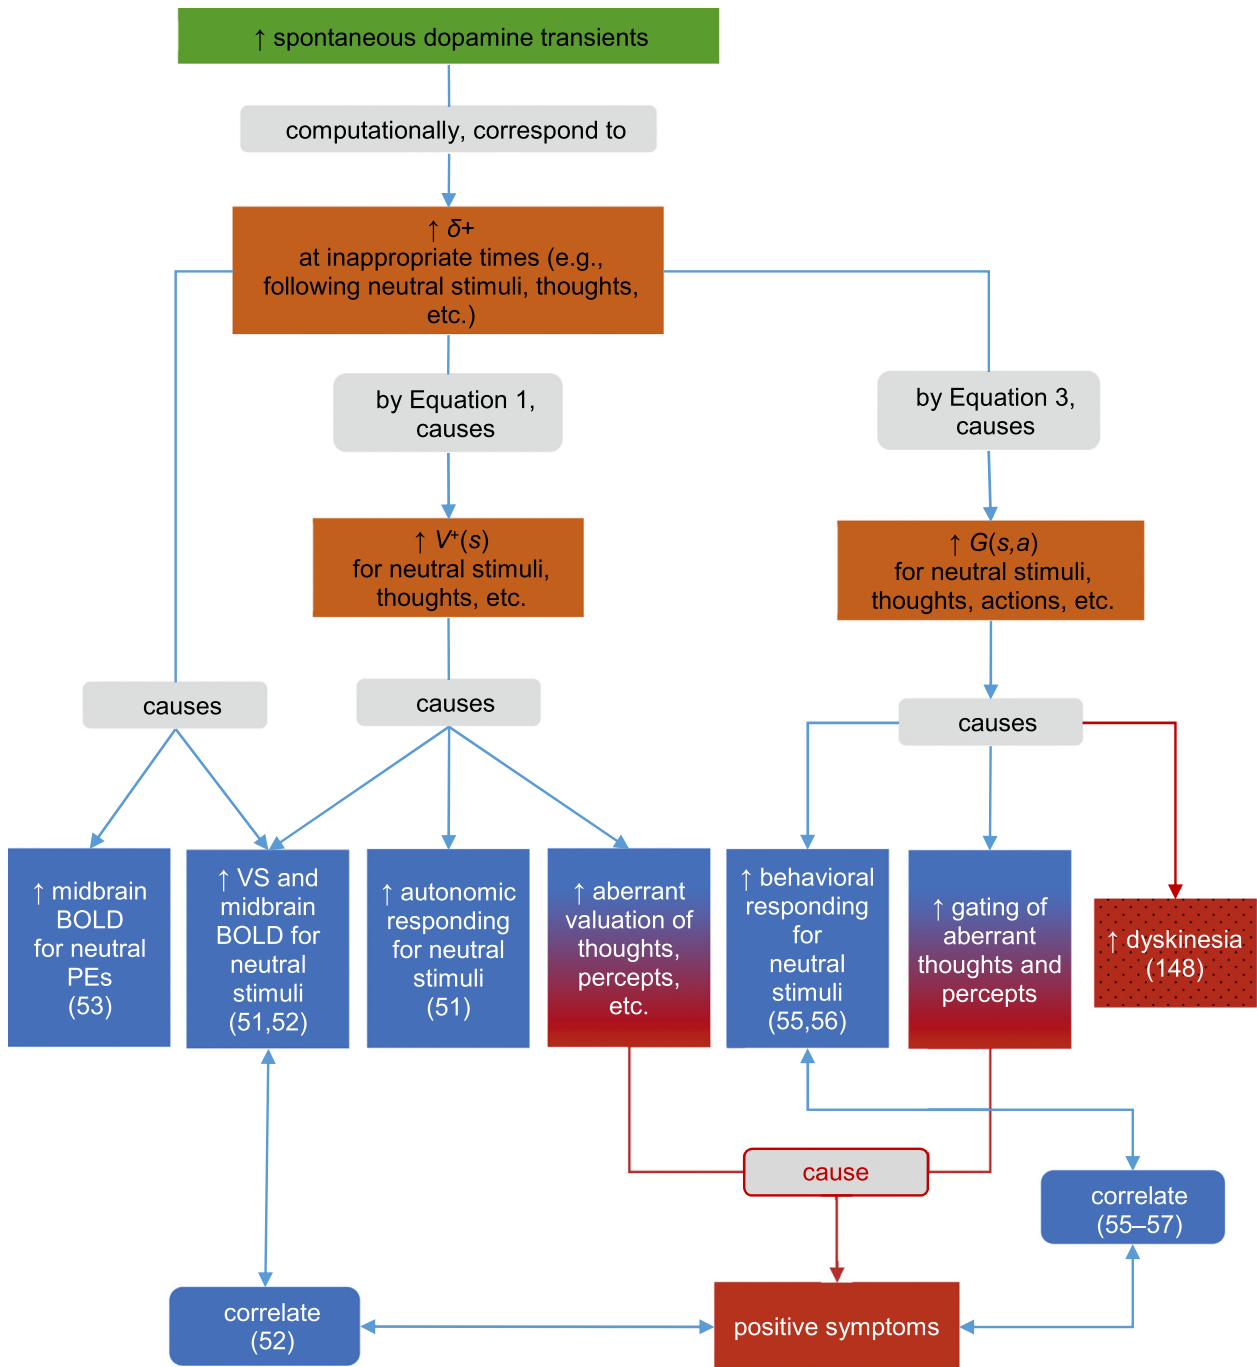 ↑ spontaneous dopamine transients
computationally, correspond to
↑ δ+
at inappropriate times (e.g.,
following neutral stimuli, thoughts,
etc.)
by Equation 1,
causes
by Equation 3,
causes
↑ V⁺(s)
for neutral stimuli,
thoughts, etc.
↑ G(s,a)
for neutral stimuli,
thoughts, actions, etc.
causes
causes
causes
↑ midbrain
BOLD
for neutral
PEs
(53)
↑ VS and
midbrain
BOLD for
neutral
stimuli
(51,52)
↑ autonomic
responding
for neutral
stimuli
(51)
↑ aberrant
valuation of
thoughts,
percepts,
etc.
↑ behavioral
responding
for
neutral
stimuli
(55,56)
↑ gating of
aberrant
thoughts and
percepts
↑ dyskinesia
(148)
cause
correlate
(55–57)
correlate
(52)
positive symptoms